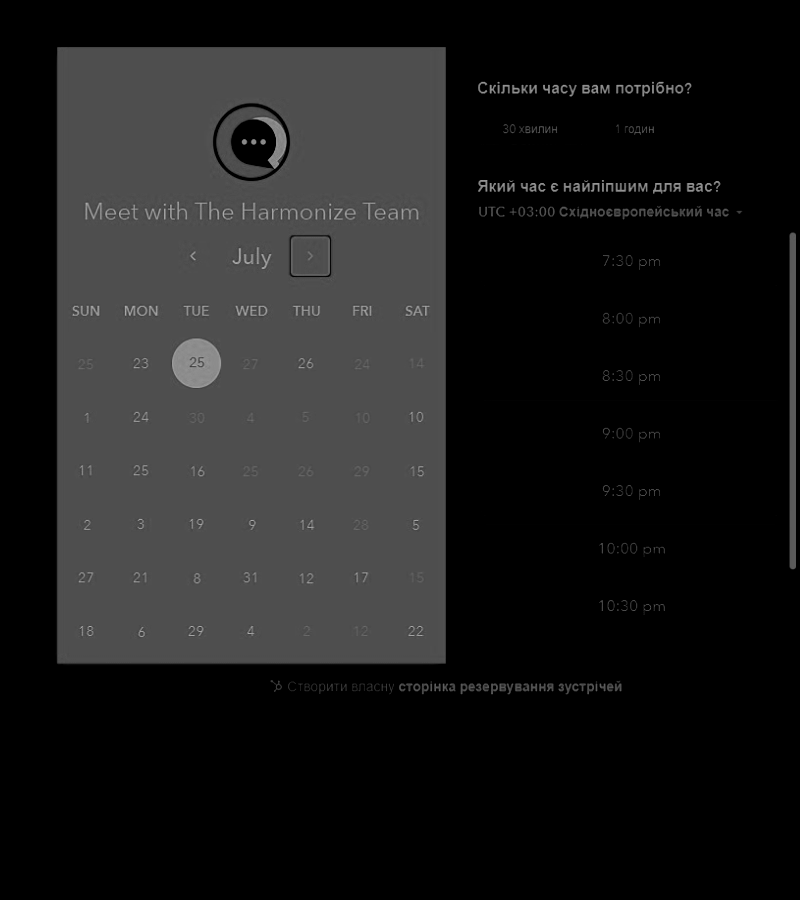 Meet with The Harmonize Team
July
SUN MON TUE WED THU FRI SAT
25 23 25 27 26 24 14
1 24 30 4 5 10 10
11 25 16 25 26 29 15
2 3 19 9 14 28 5
27 21 8 31 12 17 15
18 6 29 4 2 12 22
Скільки часу вам потрібно?
30 хвилин 1 годин
Який час є найліпшим для вас?
UTC +03:00 Східноєвропейський час
7:30 pm
8:00 pm
8:30 pm
9:00 pm
9:30 pm
10:00 pm
10:30 pm
Створити власну сторінка резервування зустрічей